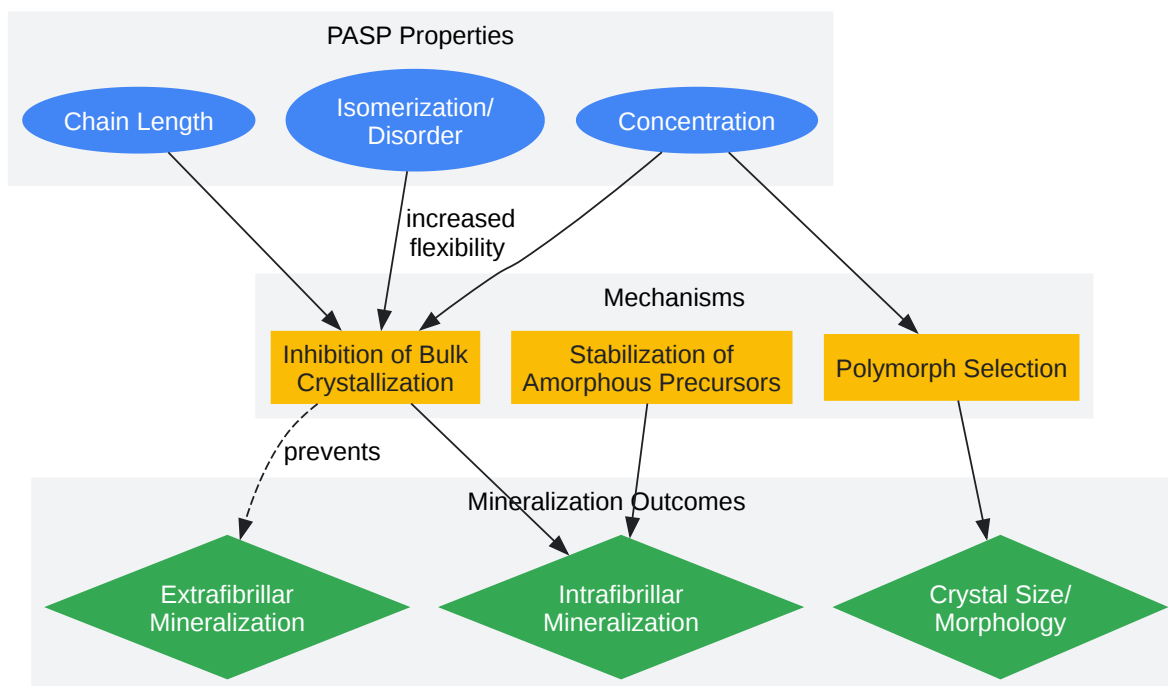 PASP Properties
Chain Length
Isomerization/
Disorder
Concentration
increased
flexibility
Mechanisms
Inhibition of Bulk
Crystallization
Stabilization of
Amorphous Precursors
Polymorph Selection
prevents
Mineralization Outcomes
Extrafibrillar
Mineralization
Intrafibrillar
Mineralization
Crystal Size/
Morphology